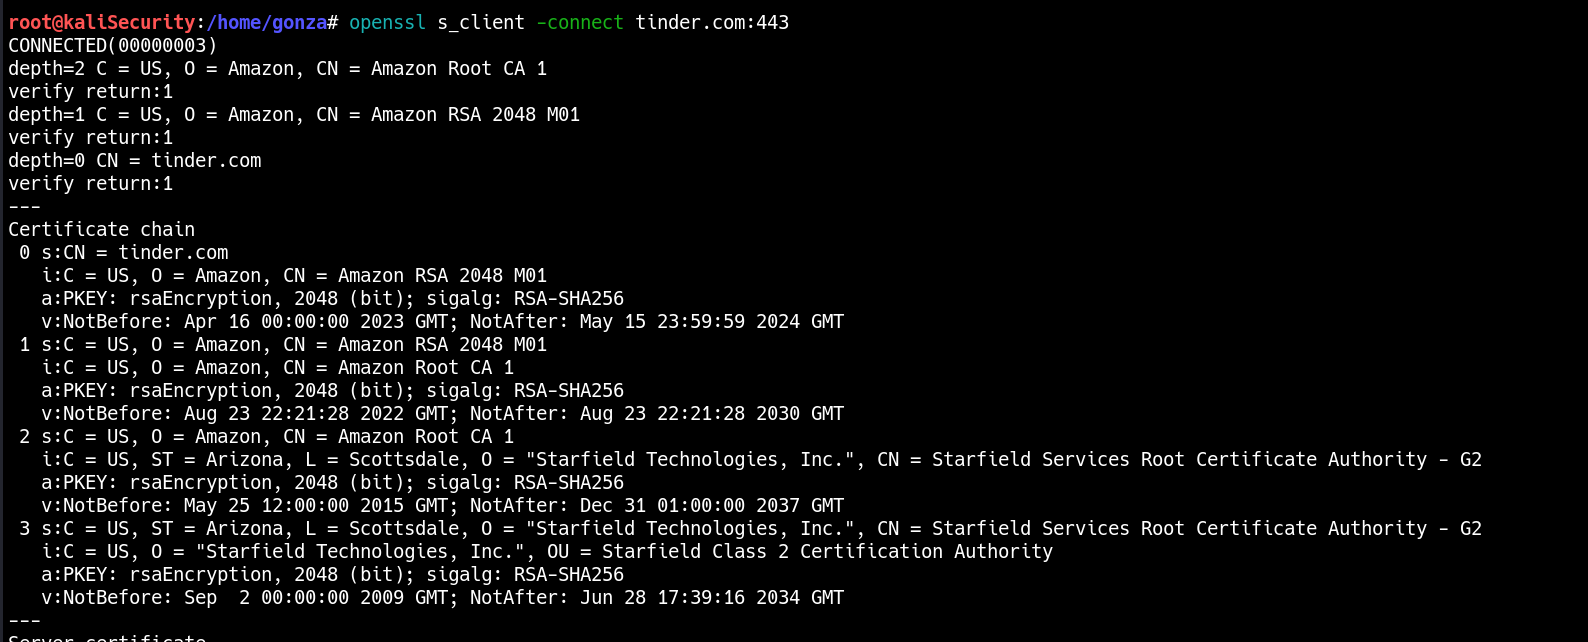 root@kaliSecurity:/home/gonza# openssl s_client -connect tinder.com:443
CONNECTED(00000003)
depth=2 C = US, O = Amazon, CN = Amazon Root CA 1
verify return:1
depth=1 C = US, O = Amazon, CN = Amazon RSA 2048 M01
verify return:1
depth=0 CN = tinder.com
verify return:1
---
Certificate chain
 0 s:CN = tinder.com
   i:C = US, O = Amazon, CN = Amazon RSA 2048 M01
   a:PKEY: rsaEncryption, 2048 (bit); sigalg: RSA-SHA256
   v:NotBefore: Apr 16 00:00:00 2023 GMT; NotAfter: May 15 23:59:59 2024 GMT
 1 s:C = US, O = Amazon, CN = Amazon RSA 2048 M01
   i:C = US, O = Amazon, CN = Amazon Root CA 1
   a:PKEY: rsaEncryption, 2048 (bit); sigalg: RSA-SHA256
   v:NotBefore: Aug 23 22:21:28 2022 GMT; NotAfter: Aug 23 22:21:28 2030 GMT
 2 s:C = US, O = Amazon, CN = Amazon Root CA 1
   i:C = US, ST = Arizona, L = Scottsdale, O = "Starfield Technologies, Inc.", CN = Starfield Services Root Certificate Authority - G2
   a:PKEY: rsaEncryption, 2048 (bit); sigalg: RSA-SHA256
   v:NotBefore: May 25 12:00:00 2015 GMT; NotAfter: Dec 31 01:00:00 2037 GMT
 3 s:C = US, ST = Arizona, L = Scottsdale, O = "Starfield Technologies, Inc.", CN = Starfield Services Root Certificate Authority - G2
   i:C = US, O = "Starfield Technologies, Inc.", OU = Starfield Class 2 Certification Authority
   a:PKEY: rsaEncryption, 2048 (bit); sigalg: RSA-SHA256
   v:NotBefore: Sep  2 00:00:00 2009 GMT; NotAfter: Jun 28 17:39:16 2034 GMT
---
Server certificate